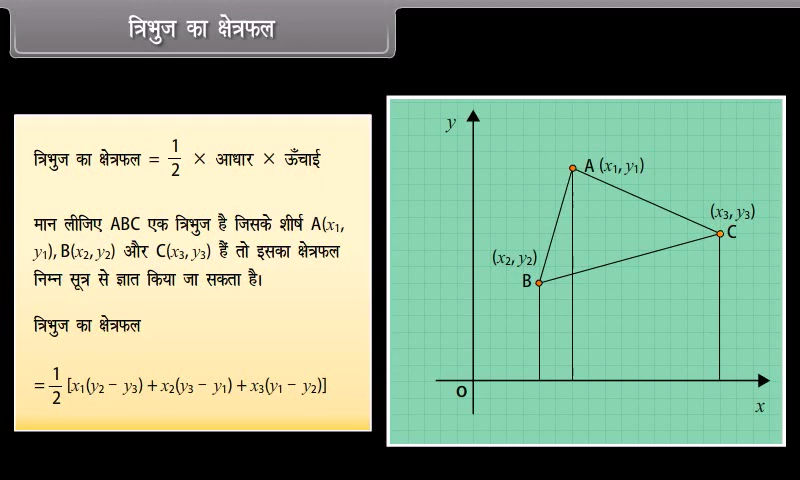 त्रिभुज का क्षेत्रफल
त्रिभुज का क्षेत्रफल = 1/2 × आधार × ऊँचाई
मान लीजिए ABC एक त्रिभुज है जिसके शीर्ष A(x₁,
y₁), B(x₂, y₂) और C(x₃, y₃) हैं तो इसका क्षेत्रफल
निम्न सूत्र से ज्ञात किया जा सकता है।
त्रिभुज का क्षेत्रफल
= 1/2 [x₁(y₂ − y₃) + x₂(y₃ − y₁) + x₃(y₁ − y₂)]
y
A (x₁, y₁)
(x₃, y₃)
C
(x₂, y₂)
B
O
x